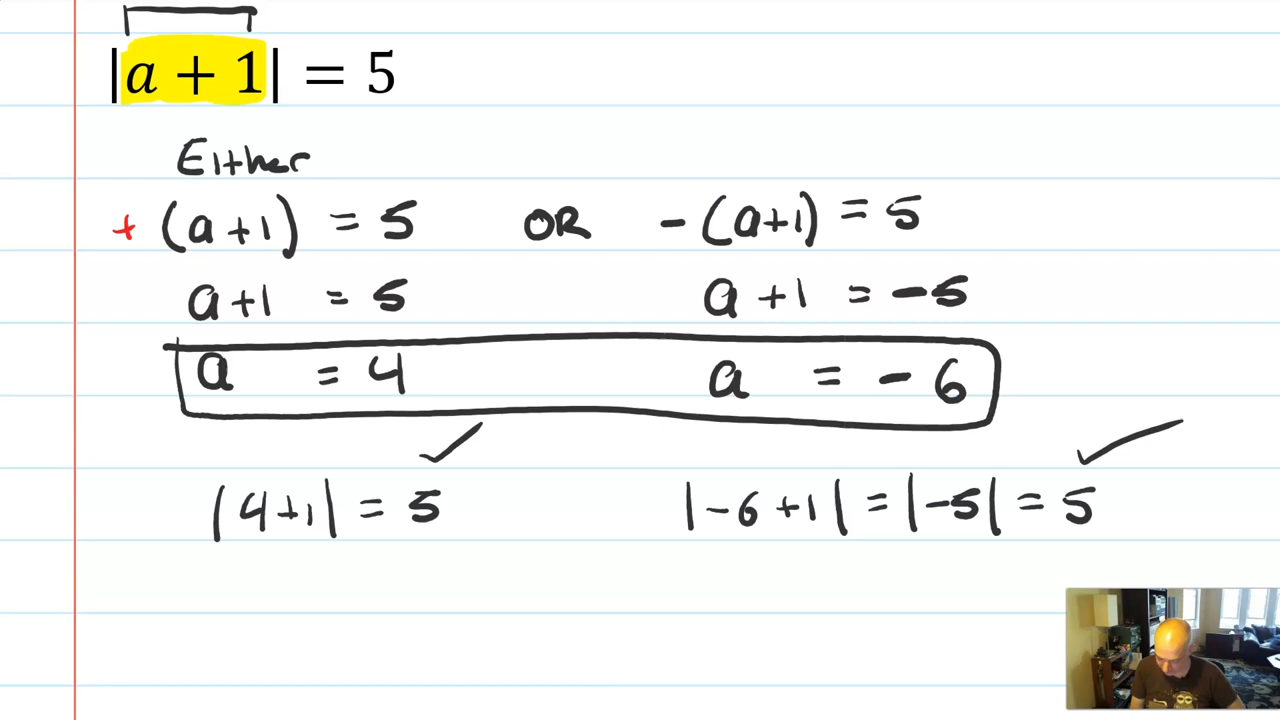 |a + 1| = 5
Either
+ (a+1) = 5 OR -(a+1) = 5
a+1 = 5 a+1 = -5
a = 4 a = -6
|4+1| = 5 |-6+1| = |-5| = 5